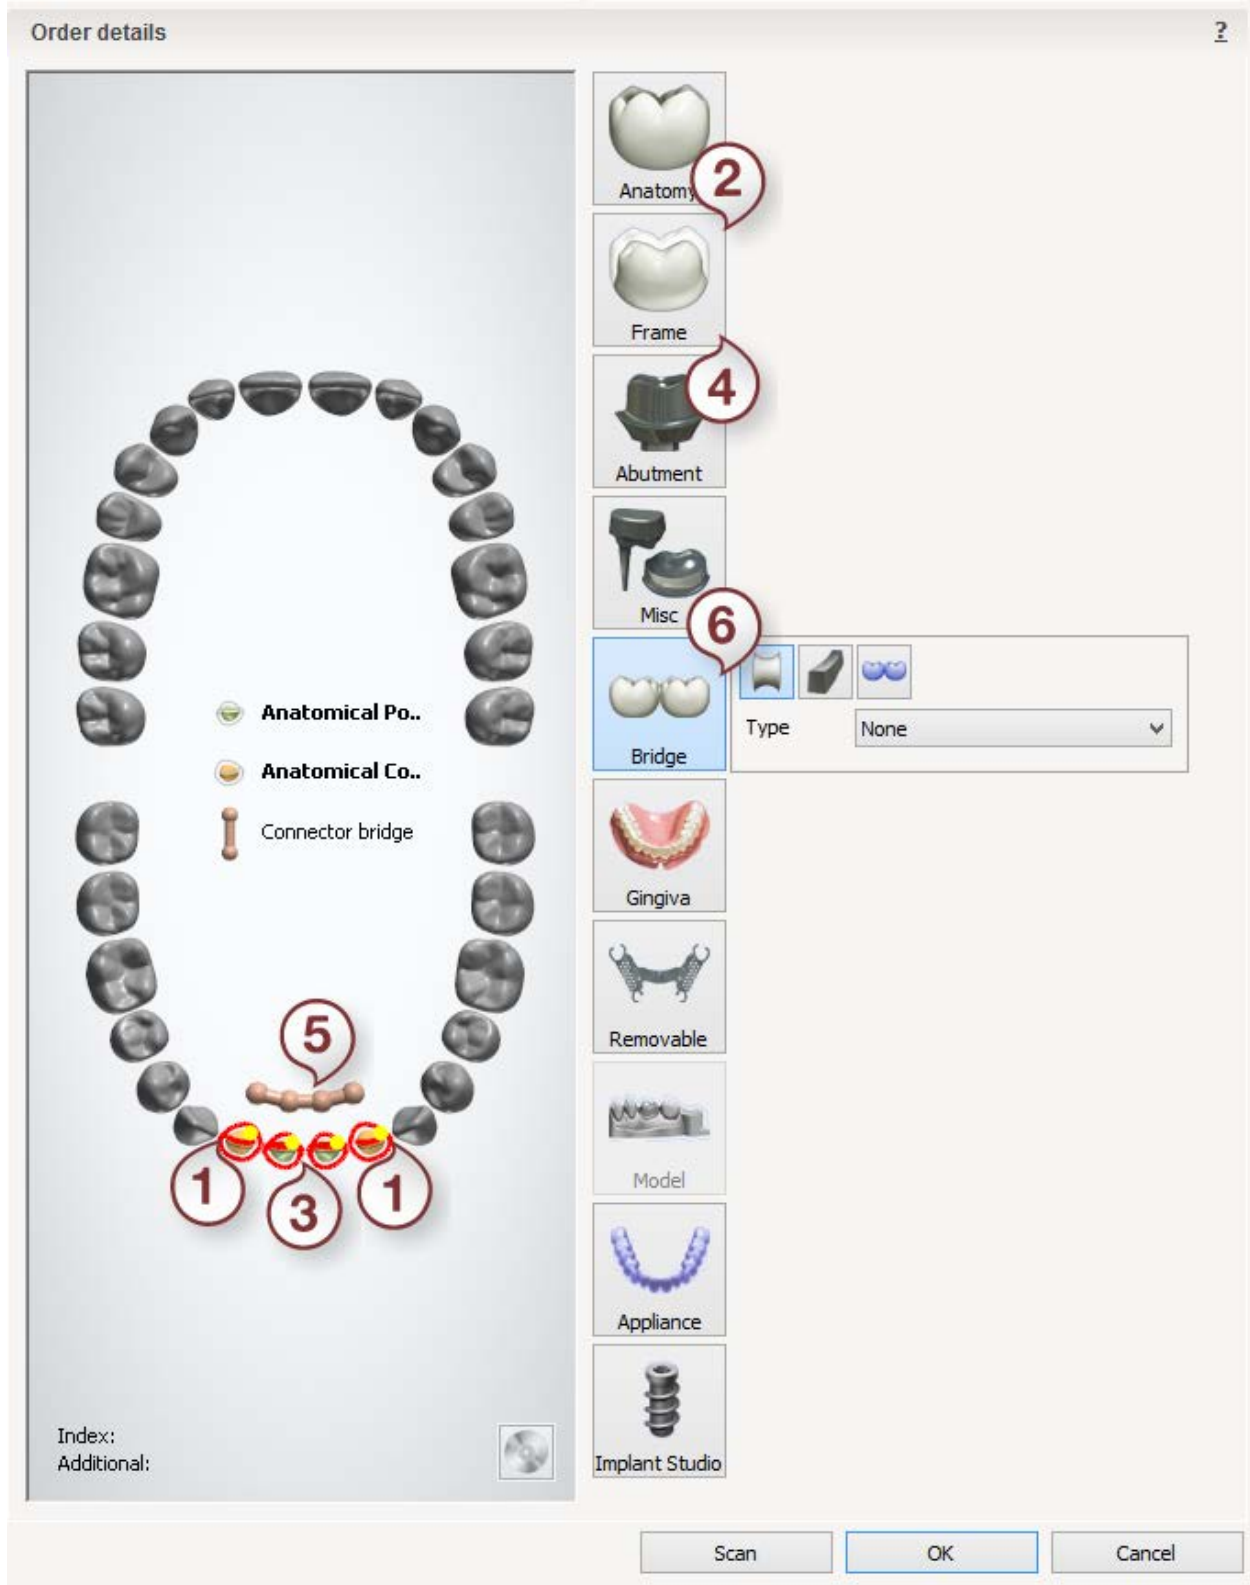 Order details
?
Anatomy
2
Frame
4
Abutment
Misc
6
Anatomical Po..
Type
None
Bridge
Anatomical Co..
Connector bridge
Gingiva
Removable
5
Model
1
3
1
Appliance
Index:
Additional:
Implant Studio
Scan
OK
Cancel